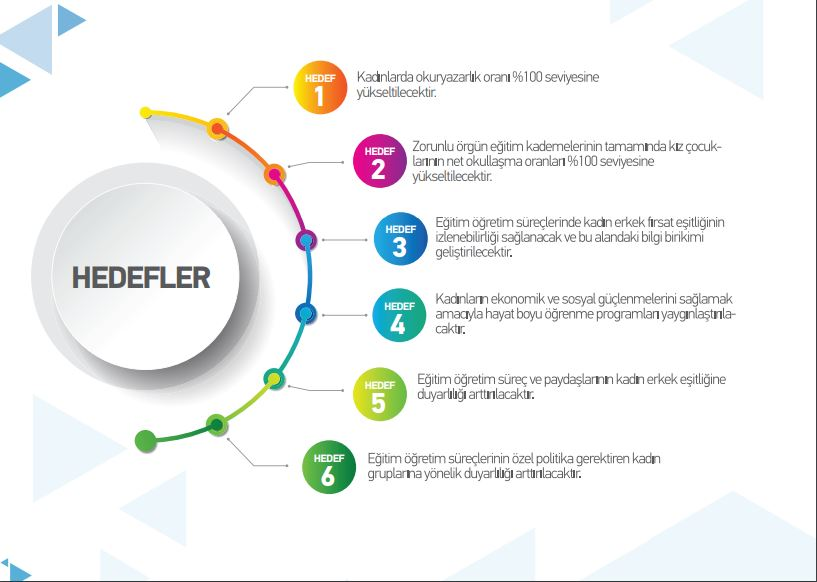 HEDEFLER
HEDEF
1
Kadınlarda okuryazarlık oranı %100 seviyesine
yükseltilecektir.
HEDEF
2
Zorunlu örgün eğitim kademelerinin tamamında kız çocuk-
larının net okullaşma oranları %100 seviyesine
yükseltilecektir.
HEDEF
3
Eğitim öğretim süreçlerinde kadın erkek fırsat eşitliğinin
izlenebilirliği sağlanacak ve bu alandaki bilgi birikimi
geliştirilecektir.
HEDEF
4
Kadınların ekonomik ve sosyal güçlenmelerini sağlamak
amacıyla hayat boyu öğrenme programları yaygınlaştırıla-
caktır.
HEDEF
5
Eğitim öğretim süreç ve paydaşlarının kadın erkek eşitliğine
duyarlılığı arttırılacaktır.
HEDEF
6
Eğitim öğretim süreçlerinin özel politika gerektiren kadın
gruplarına yönelik duyarlılığı arttırılacaktır.